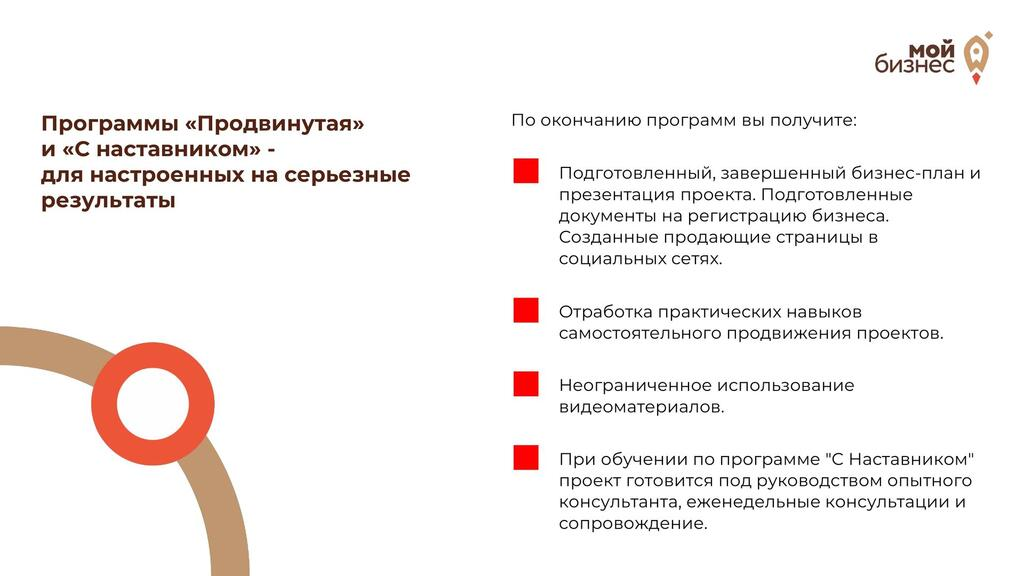 мой
бизнес
Программы «Продвинутая»
и «С наставником» -
для настроенных на серьезные
результаты
По окончанию программ вы получите:
Подготовленный, завершенный бизнес-план и
презентация проекта. Подготовленные
документы на регистрацию бизнеса.
Созданные продающие страницы в
социальных сетях.
Отработка практических навыков
самостоятельного продвижения проектов.
Неограниченное использование
видеоматериалов.
При обучении по программе "С Наставником"
проект готовится под руководством опытного
консультанта, еженедельные консультации и
сопровождение.